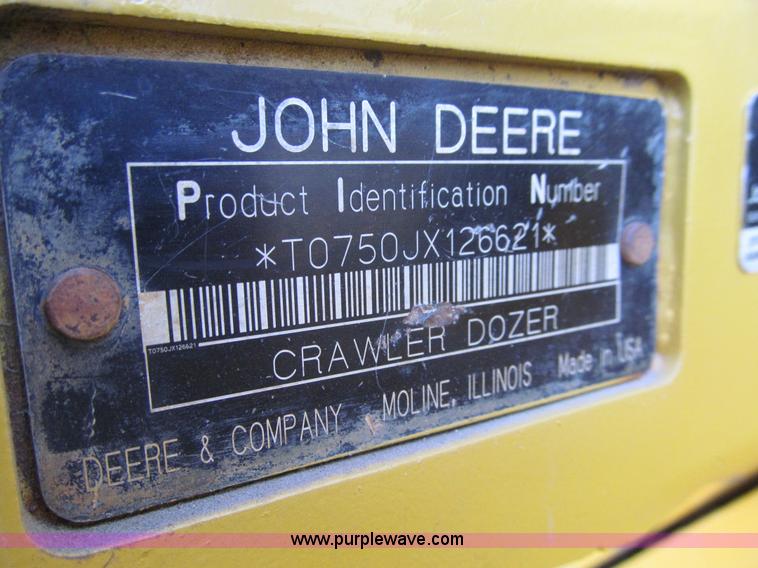 JOHN DEERE
Product Identification Number
*T0750JX126621*
T0750JX126621
CRAWLER DOZER
DEERE & COMPANY MOLINE, ILLINOIS Made in USA
www.purplewave.com